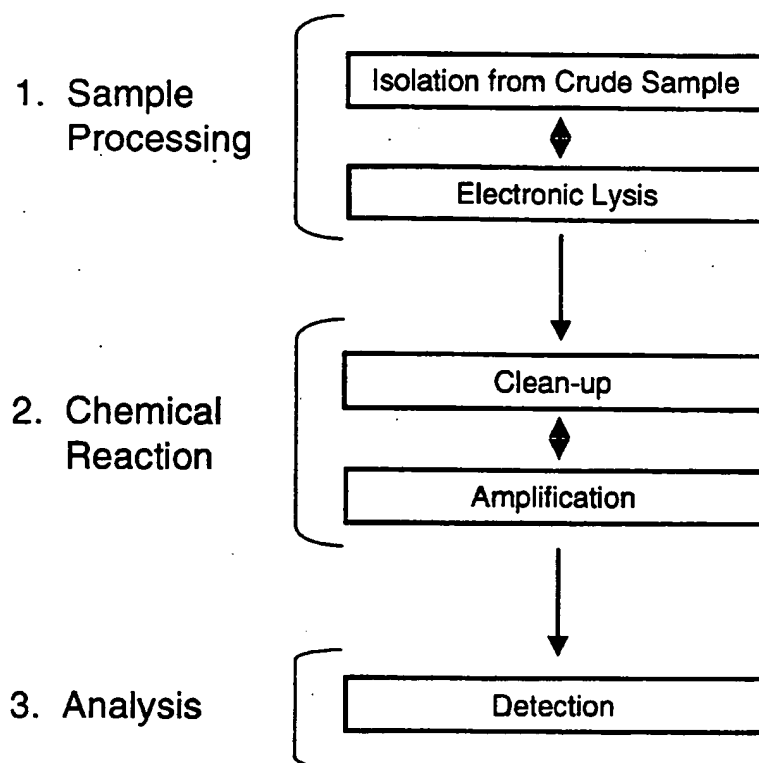 1. Sample
Processing
Isolation from Crude Sample
Electronic Lysis
2. Chemical
Reaction
Clean-up
Amplification
3. Analysis
Detection